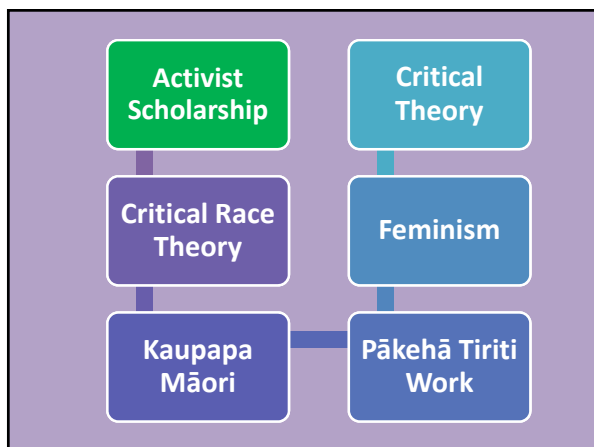 Activist
Scholarship
Critical Race
Theory
Kaupapa
Māori
Pākehā Tiriti
Work
Feminism
Critical
Theory